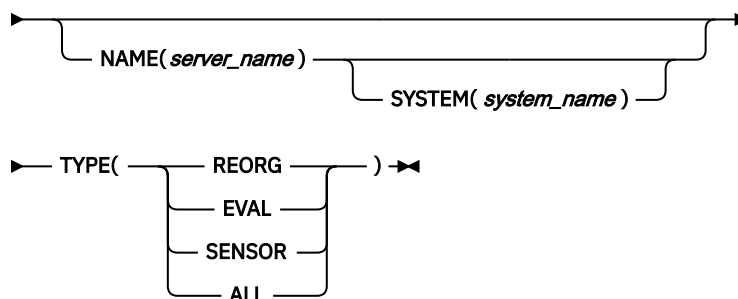 NAME( server_name )
SYSTEM( system_name )
TYPE( REORG )
EVAL
SENSOR
ALL